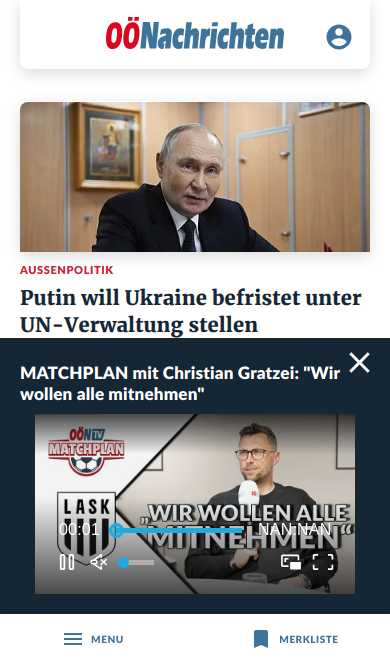 OÖNachrichten
AUSSENPOLITIK
Putin will Ukraine befristet unter
UN-Verwaltung stellen
MATCHPLAN mit Christian Gratzei: "Wir
wollen alle mitnehmen"
OÖN TV
MATCHPLAN
LASK
„WIR WOLLEN ALLE
MITNEHMEN"
00:01
NAN:NAN
MENU
MERKLISTE